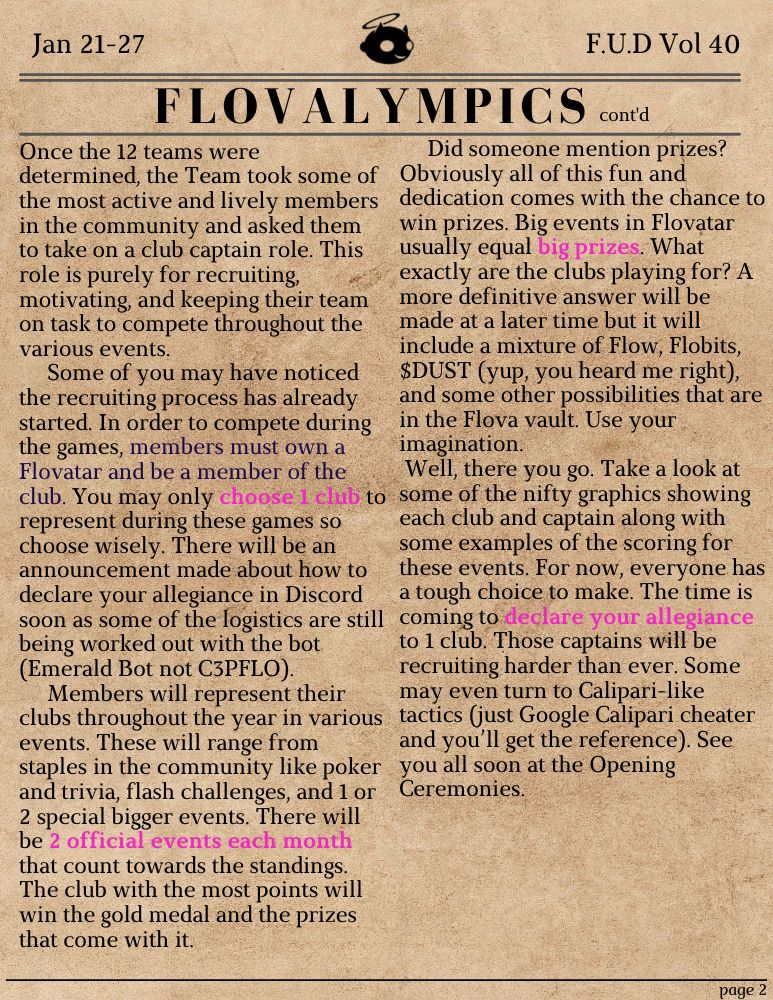 Jan 21-27
F.U.D Vol 40
FLOVALYMPICS cont'd
Once the 12 teams were
determined, the Team took some of
the most active and lively members
in the community and asked them
to take on a club captain role. This
role is purely for recruiting,
motivating, and keeping their team
on task to compete throughout the
various events.
Some of you may have noticed
the recruiting process has already
started. In order to compete during
the games, members must own a
Flovatar and be a member of the
club. You may only choose 1 club to
represent during these games so
choose wisely. There will be an
announcement made about how to
declare your allegiance in Discord
soon as some of the logistics are still
being worked out with the bot
(Emerald Bot not C3PFLO).
Members will represent their
clubs throughout the year in various
events. These will range from
staples in the community like poker
and trivia, flash challenges, and 1 or
2 special bigger events. There will
be 2 official events each month
that count towards the standings.
The club with the most points will
win the gold medal and the prizes
that come with it.
Did someone mention prizes?
Obviously all of this fun and
dedication comes with the chance to
win prizes. Big events in Flovatar
usually equal big prizes. What
exactly are the clubs playing for? A
more definitive answer will be
made at a later time but it will
include a mixture of Flow, Flobits,
$DUST (yup, you heard me right),
and some other possibilities that are
in the Flova vault. Use your
imagination.
Well, there you go. Take a look at
some of the nifty graphics showing
each club and captain along with
some examples of the scoring for
these events. For now, everyone has
a tough choice to make. The time is
coming to declare your allegiance
to 1 club. Those captains will be
recruiting harder than ever. Some
may even turn to Calipari-like
tactics (just Google Calipari cheater
and you'll get the reference). See
you all soon at the Opening
Ceremonies.
page 2